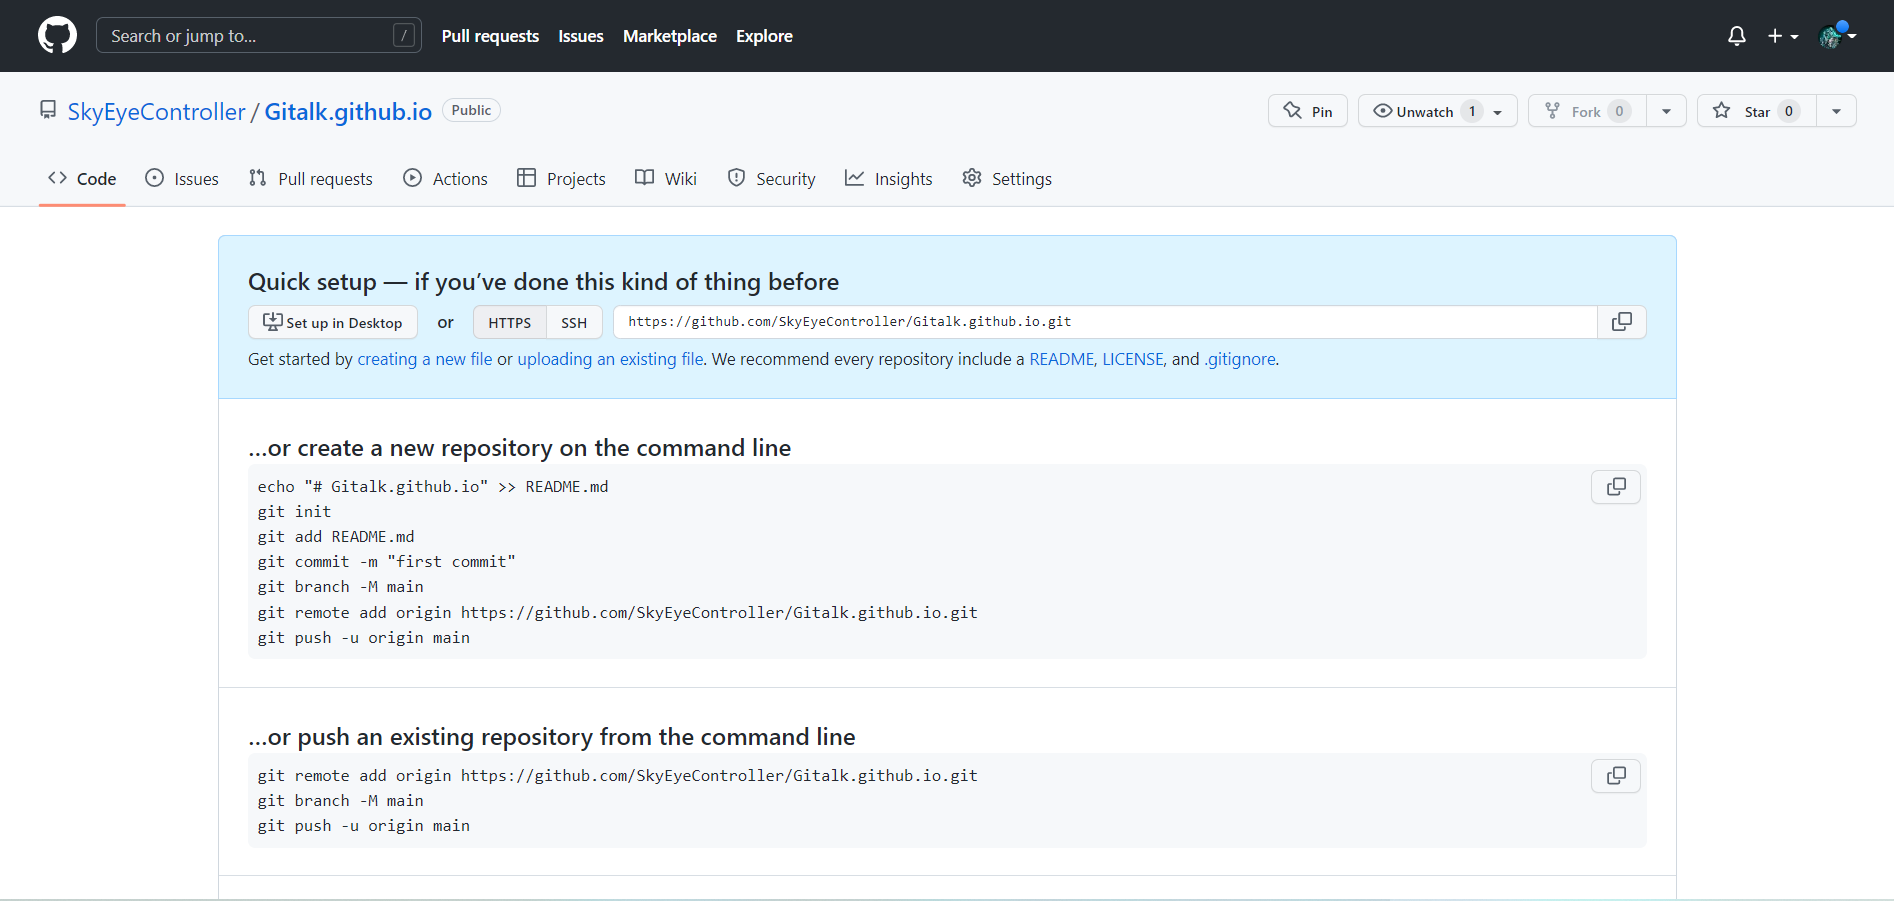 Search or jump to... / Pull requests Issues Marketplace Explore
SkyEyeController / Gitalk.github.io Public Pin Unwatch 1 Fork 0 Star 0
Code Issues Pull requests Actions Projects Wiki Security Insights Settings
Quick setup — if you’ve done this kind of thing before
Set up in Desktop or HTTPS SSH https://github.com/SkyEyeController/Gitalk.github.io.git
Get started by creating a new file or uploading an existing file. We recommend every repository include a README, LICENSE, and .gitignore.
…or create a new repository on the command line
echo "# Gitalk.github.io" >> README.md
git init
git add README.md
git commit -m "first commit"
git branch -M main
git remote add origin https://github.com/SkyEyeController/Gitalk.github.io.git
git push -u origin main
…or push an existing repository from the command line
git remote add origin https://github.com/SkyEyeController/Gitalk.github.io.git
git branch -M main
git push -u origin main